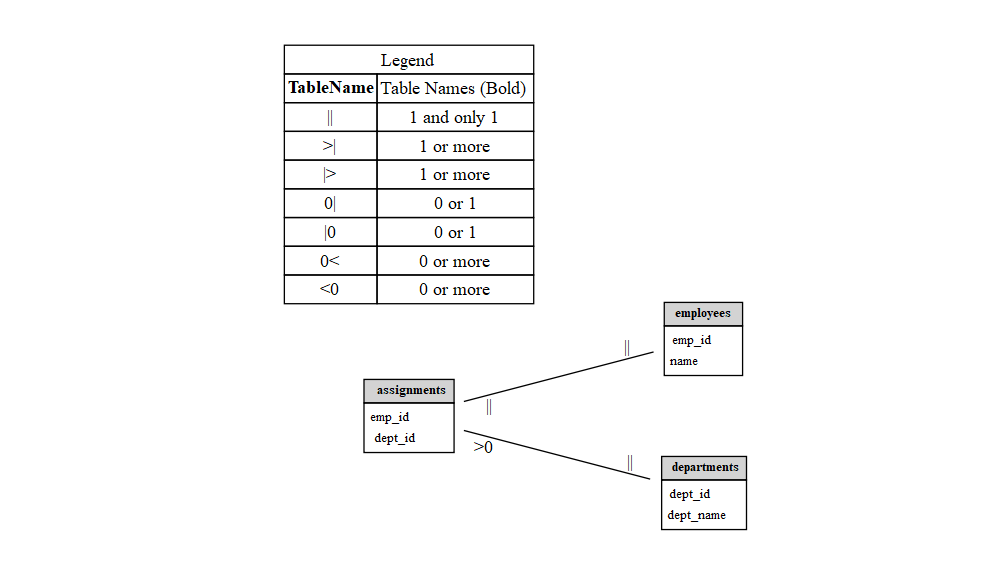 Legend
TableName Table Names (Bold)
|| 1 and only 1
>| 1 or more
|> 1 or more
0| 0 or 1
|0 0 or 1
0< 0 or more
<0 0 or more
employees
emp_id
name
||
assignments
emp_id
dept_id
||
>0
||
departments
dept_id
dept_name